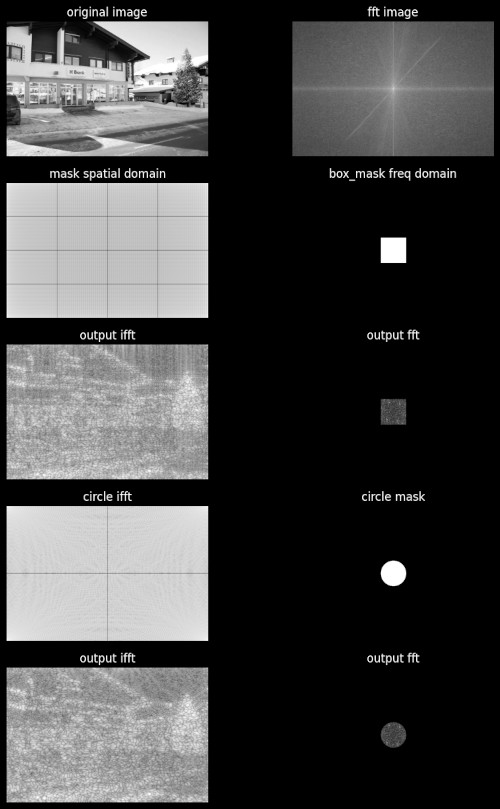 original image
fft image
mask spatial domain
box_mask freq domain
output ifft
output fft
circle ifft
circle mask
output ifft
output fft